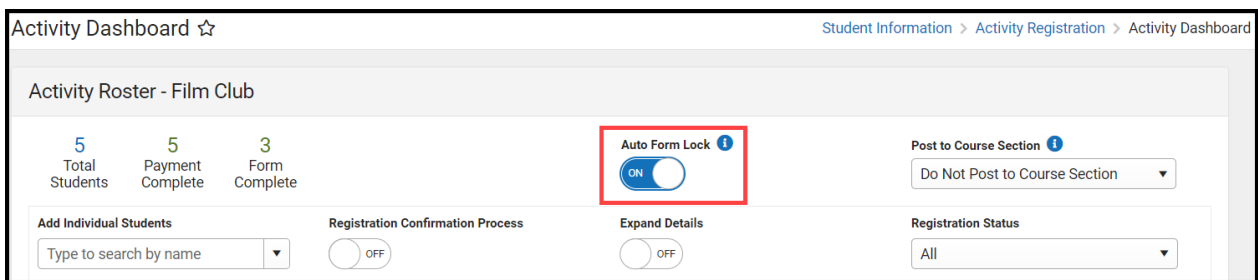 Activity Dashboard
Student Information > Activity Registration > Activity Dashboard
Activity Roster - Film Club
5 Total Students
5 Payment Complete
3 Form Complete
Auto Form Lock
ON
Post to Course Section
Do Not Post to Course Section
Add Individual Students
Type to search by name
Registration Confirmation Process
OFF
Expand Details
OFF
Registration Status
All